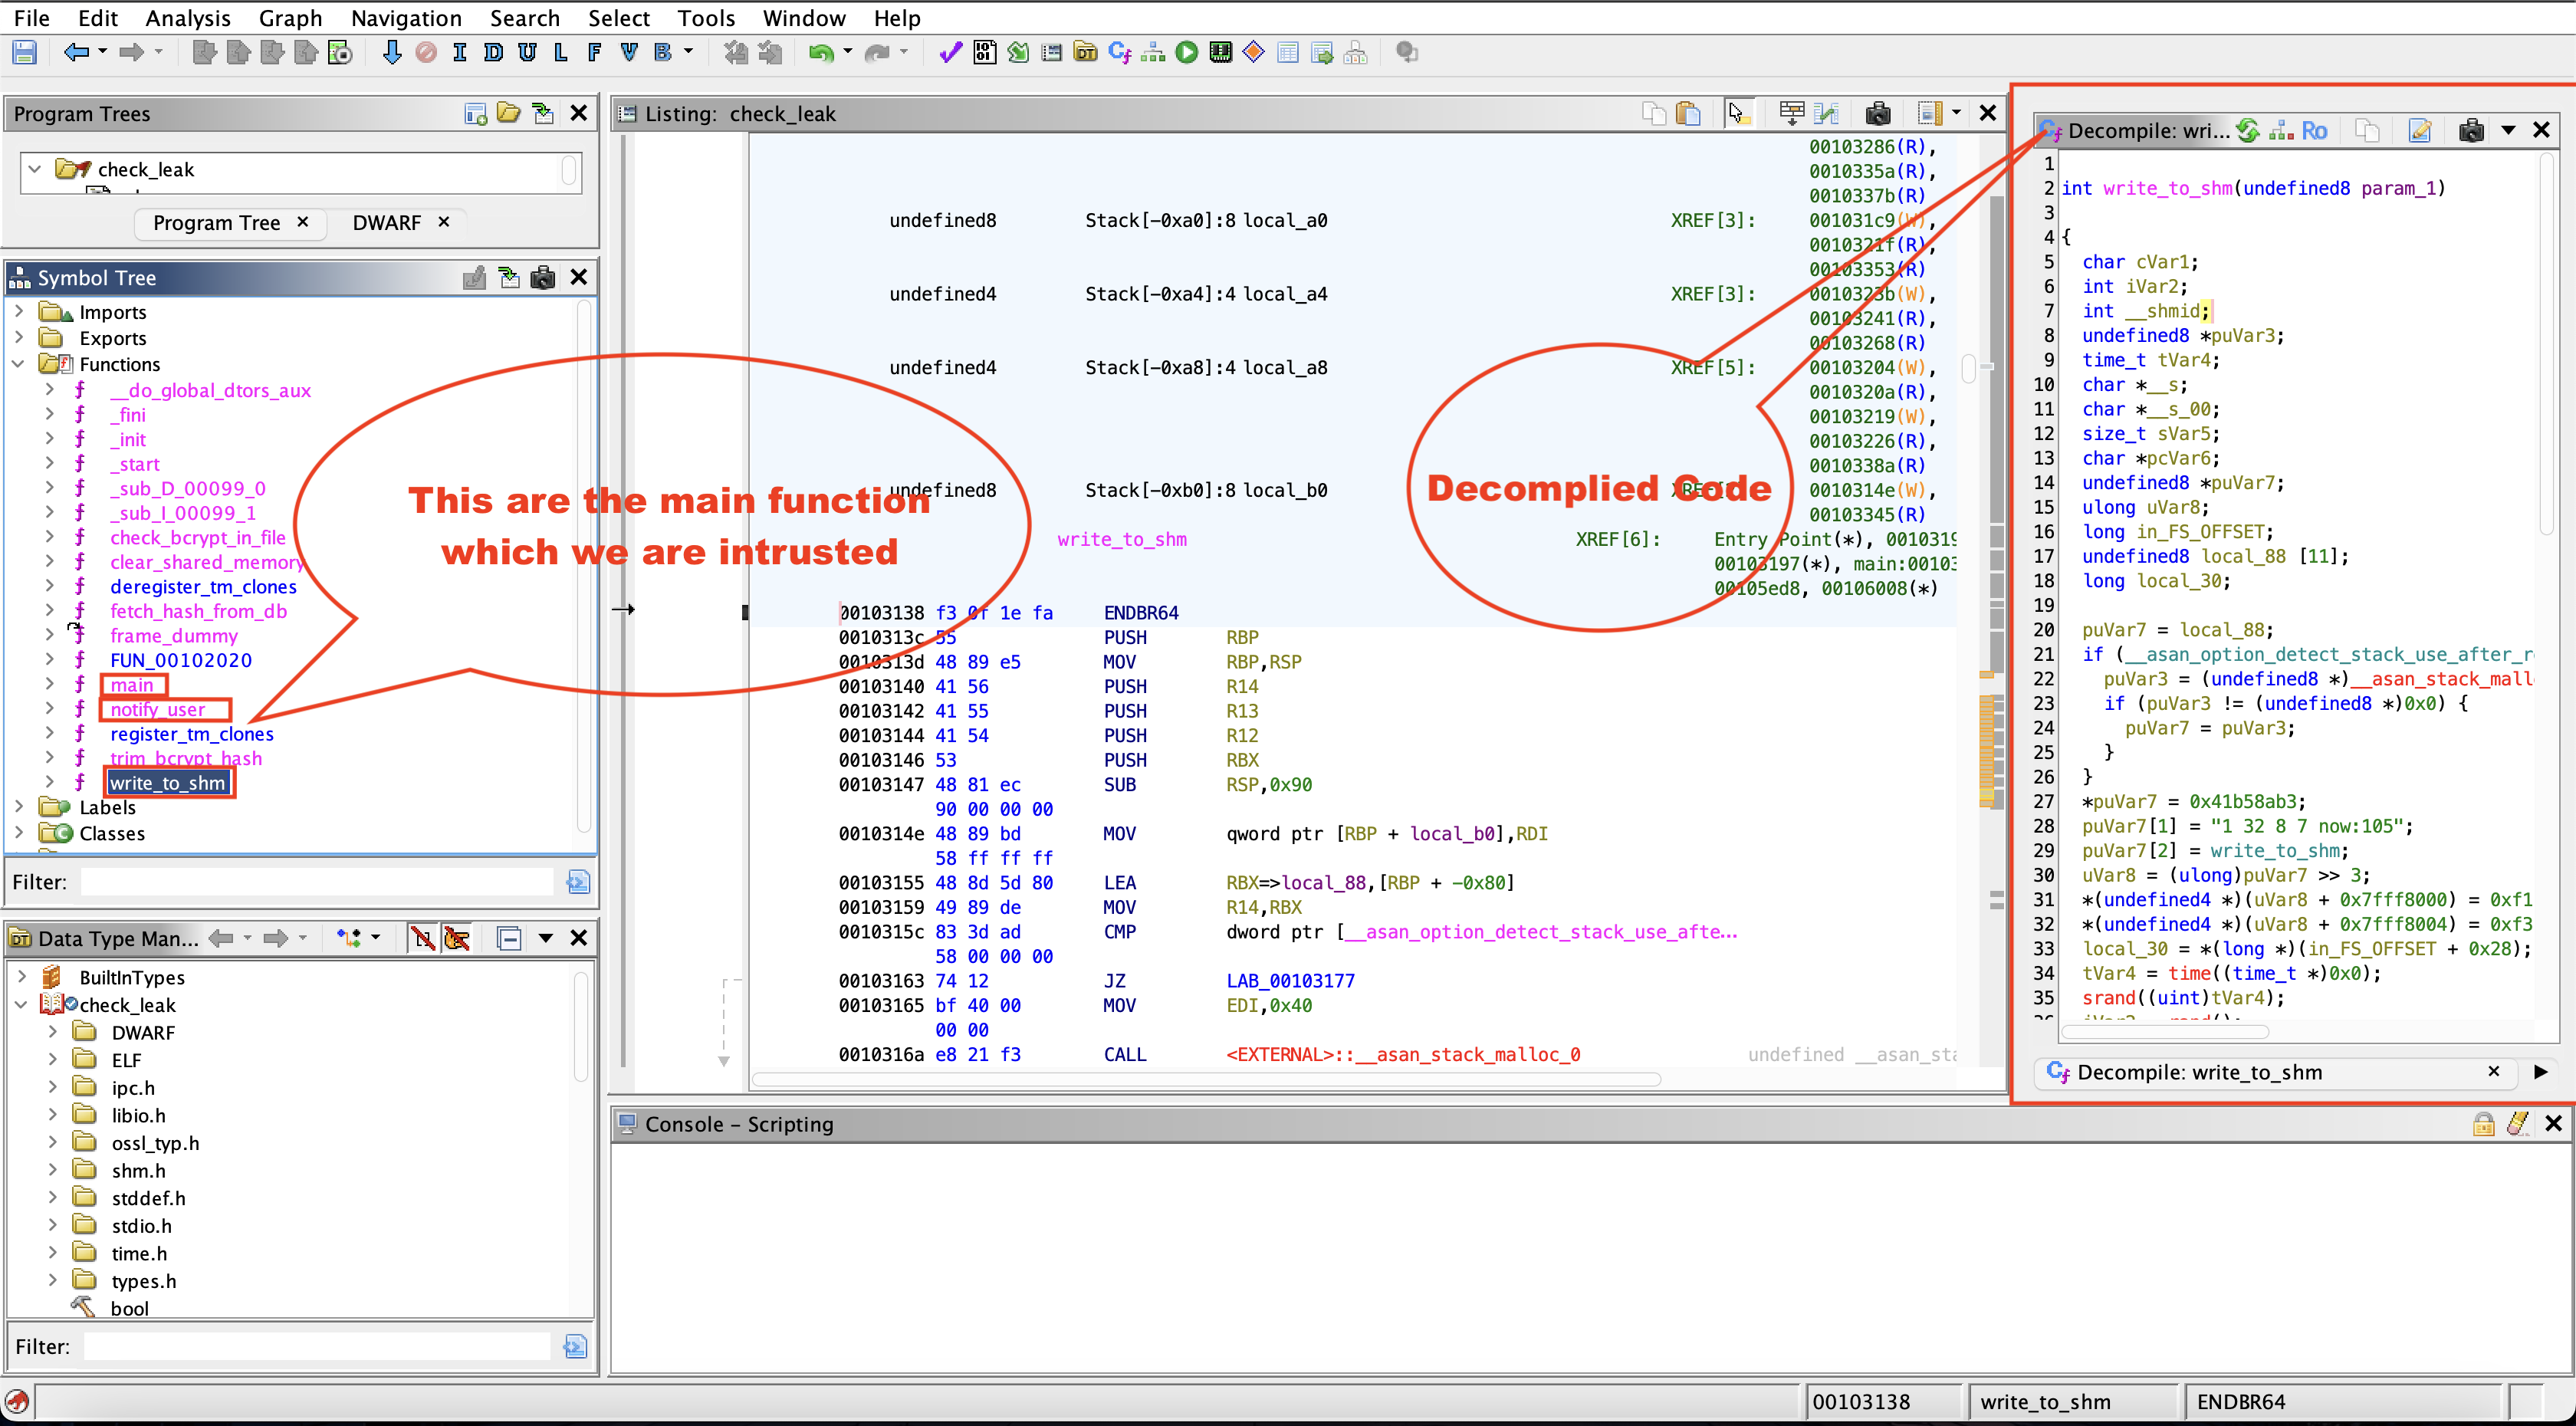 File Edit Analysis Graph Navigation Search Select Tools Window Help
I D U L F V B
Program Trees
check_leak
Program Tree × DWARF ×
Symbol Tree
Imports
Exports
Functions
__do_global_dtors_aux
_fini
_init
_start
_sub_D_00099_0
_sub_I_00099_1
check_bcrypt_in_file
clear_shared_memory
deregister_tm_clones
fetch_hash_from_db
frame_dummy
FUN_00102020
main
notify_user
register_tm_clones
trim_bcrypt_hash
write_to_shm
Labels
Classes
Filter:
Data Type Man...
BuiltInTypes
check_leak
DWARF
ELF
ipc.h
libio.h
ossl_typ.h
shm.h
stddef.h
stdio.h
time.h
types.h
bool
Filter:
This are the main function
which we are intrusted
Listing: check_leak
00103286(R),
0010335a(R),
0010337b(R)
undefined8 Stack[-0xa0]:8 local_a0 XREF[3]: 001031c9(W),
0010321f(R),
00103353(R)
undefined4 Stack[-0xa4]:4 local_a4 XREF[3]: 0010323b(W),
00103241(R),
00103268(R)
undefined4 Stack[-0xa8]:4 local_a8 XREF[5]: 00103204(W),
0010320a(R),
00103219(W),
00103226(R),
0010338a(R)
undefined8 Stack[-0xb0]:8 local_b0 0010314e(W),
00103345(R)
write_to_shm XREF[6]: Entry Point(*), 0010319
00103197(*), main:00103
00105ed8, 00106008(*)
00103138 f3 0f 1e fa ENDBR64
0010313c 55 PUSH RBP
0010313d 48 89 e5 MOV RBP,RSP
00103140 41 56 PUSH R14
00103142 41 55 PUSH R13
00103144 41 54 PUSH R12
00103146 53 PUSH RBX
00103147 48 81 ec SUB RSP,0x90
90 00 00 00
0010314e 48 89 bd MOV qword ptr [RBP + local_b0],RDI
58 ff ff ff
00103155 48 8d 5d 80 LEA RBX=>local_88,[RBP + -0x80]
00103159 49 89 de MOV R14,RBX
0010315c 83 3d ad CMP dword ptr [__asan_option_detect_stack_use_afte...
58 00 00 00
00103163 74 12 JZ LAB_00103177
00103165 bf 40 00 MOV EDI,0x40
00 00
0010316a e8 21 f3 CALL <EXTERNAL>::__asan_stack_malloc_0 undefined __asan_sta
Decomplied Code
Decompile: wri... Ro
1
2 int write_to_shm(undefined8 param_1)
3
4 {
5 char cVar1;
6 int iVar2;
7 int __shmid;
8 undefined8 *puVar3;
9 time_t tVar4;
10 char *__s;
11 char *__s_00;
12 size_t sVar5;
13 char *pcVar6;
14 undefined8 *puVar7;
15 ulong uVar8;
16 long in_FS_OFFSET;
17 undefined8 local_88 [11];
18 long local_30;
19
20 puVar7 = local_88;
21 if (__asan_option_detect_stack_use_after_r
22 puVar3 = (undefined8 *)__asan_stack_mall
23 if (puVar3 != (undefined8 *)0x0) {
24 puVar7 = puVar3;
25 }
26 }
27 *puVar7 = 0x41b58ab3;
28 puVar7[1] = "1 32 8 7 now:105";
29 puVar7[2] = write_to_shm;
30 uVar8 = (ulong)puVar7 >> 3;
31 *(undefined4 *)(uVar8 + 0x7fff8000) = 0xf1
32 *(undefined4 *)(uVar8 + 0x7fff8004) = 0xf3
33 local_30 = *(long *)(in_FS_OFFSET + 0x28);
34 tVar4 = time((time_t *)0x0);
35 srand((uint)tVar4);
Decompile: write_to_shm ×
Console - Scripting
00103138 write_to_shm ENDBR64